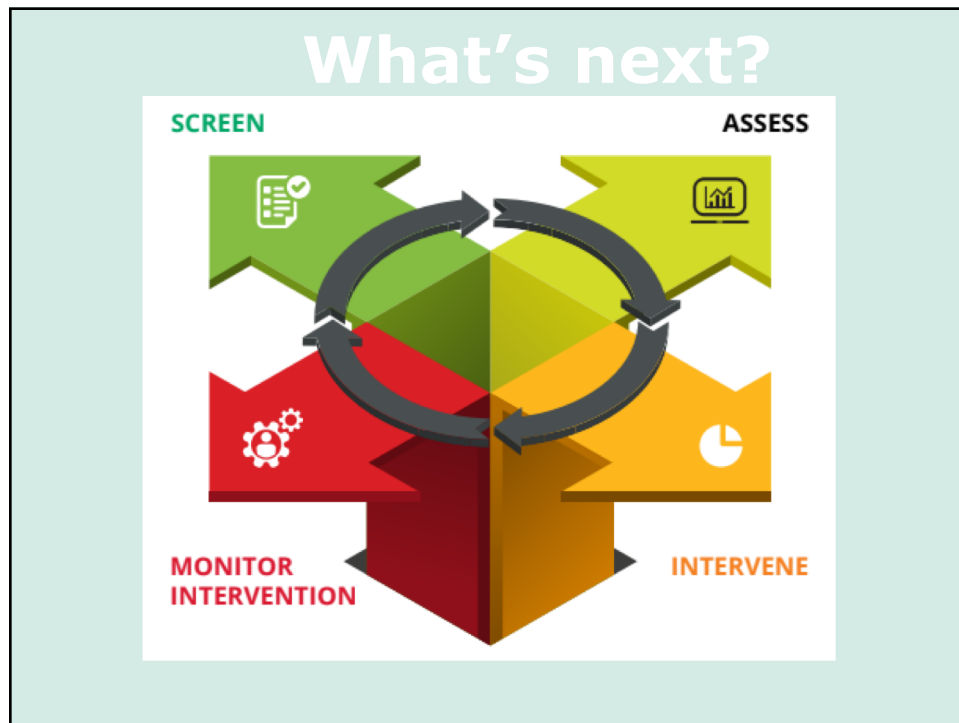 What's next?
SCREEN
ASSESS
MONITOR
INTERVENTION
INTERVENE